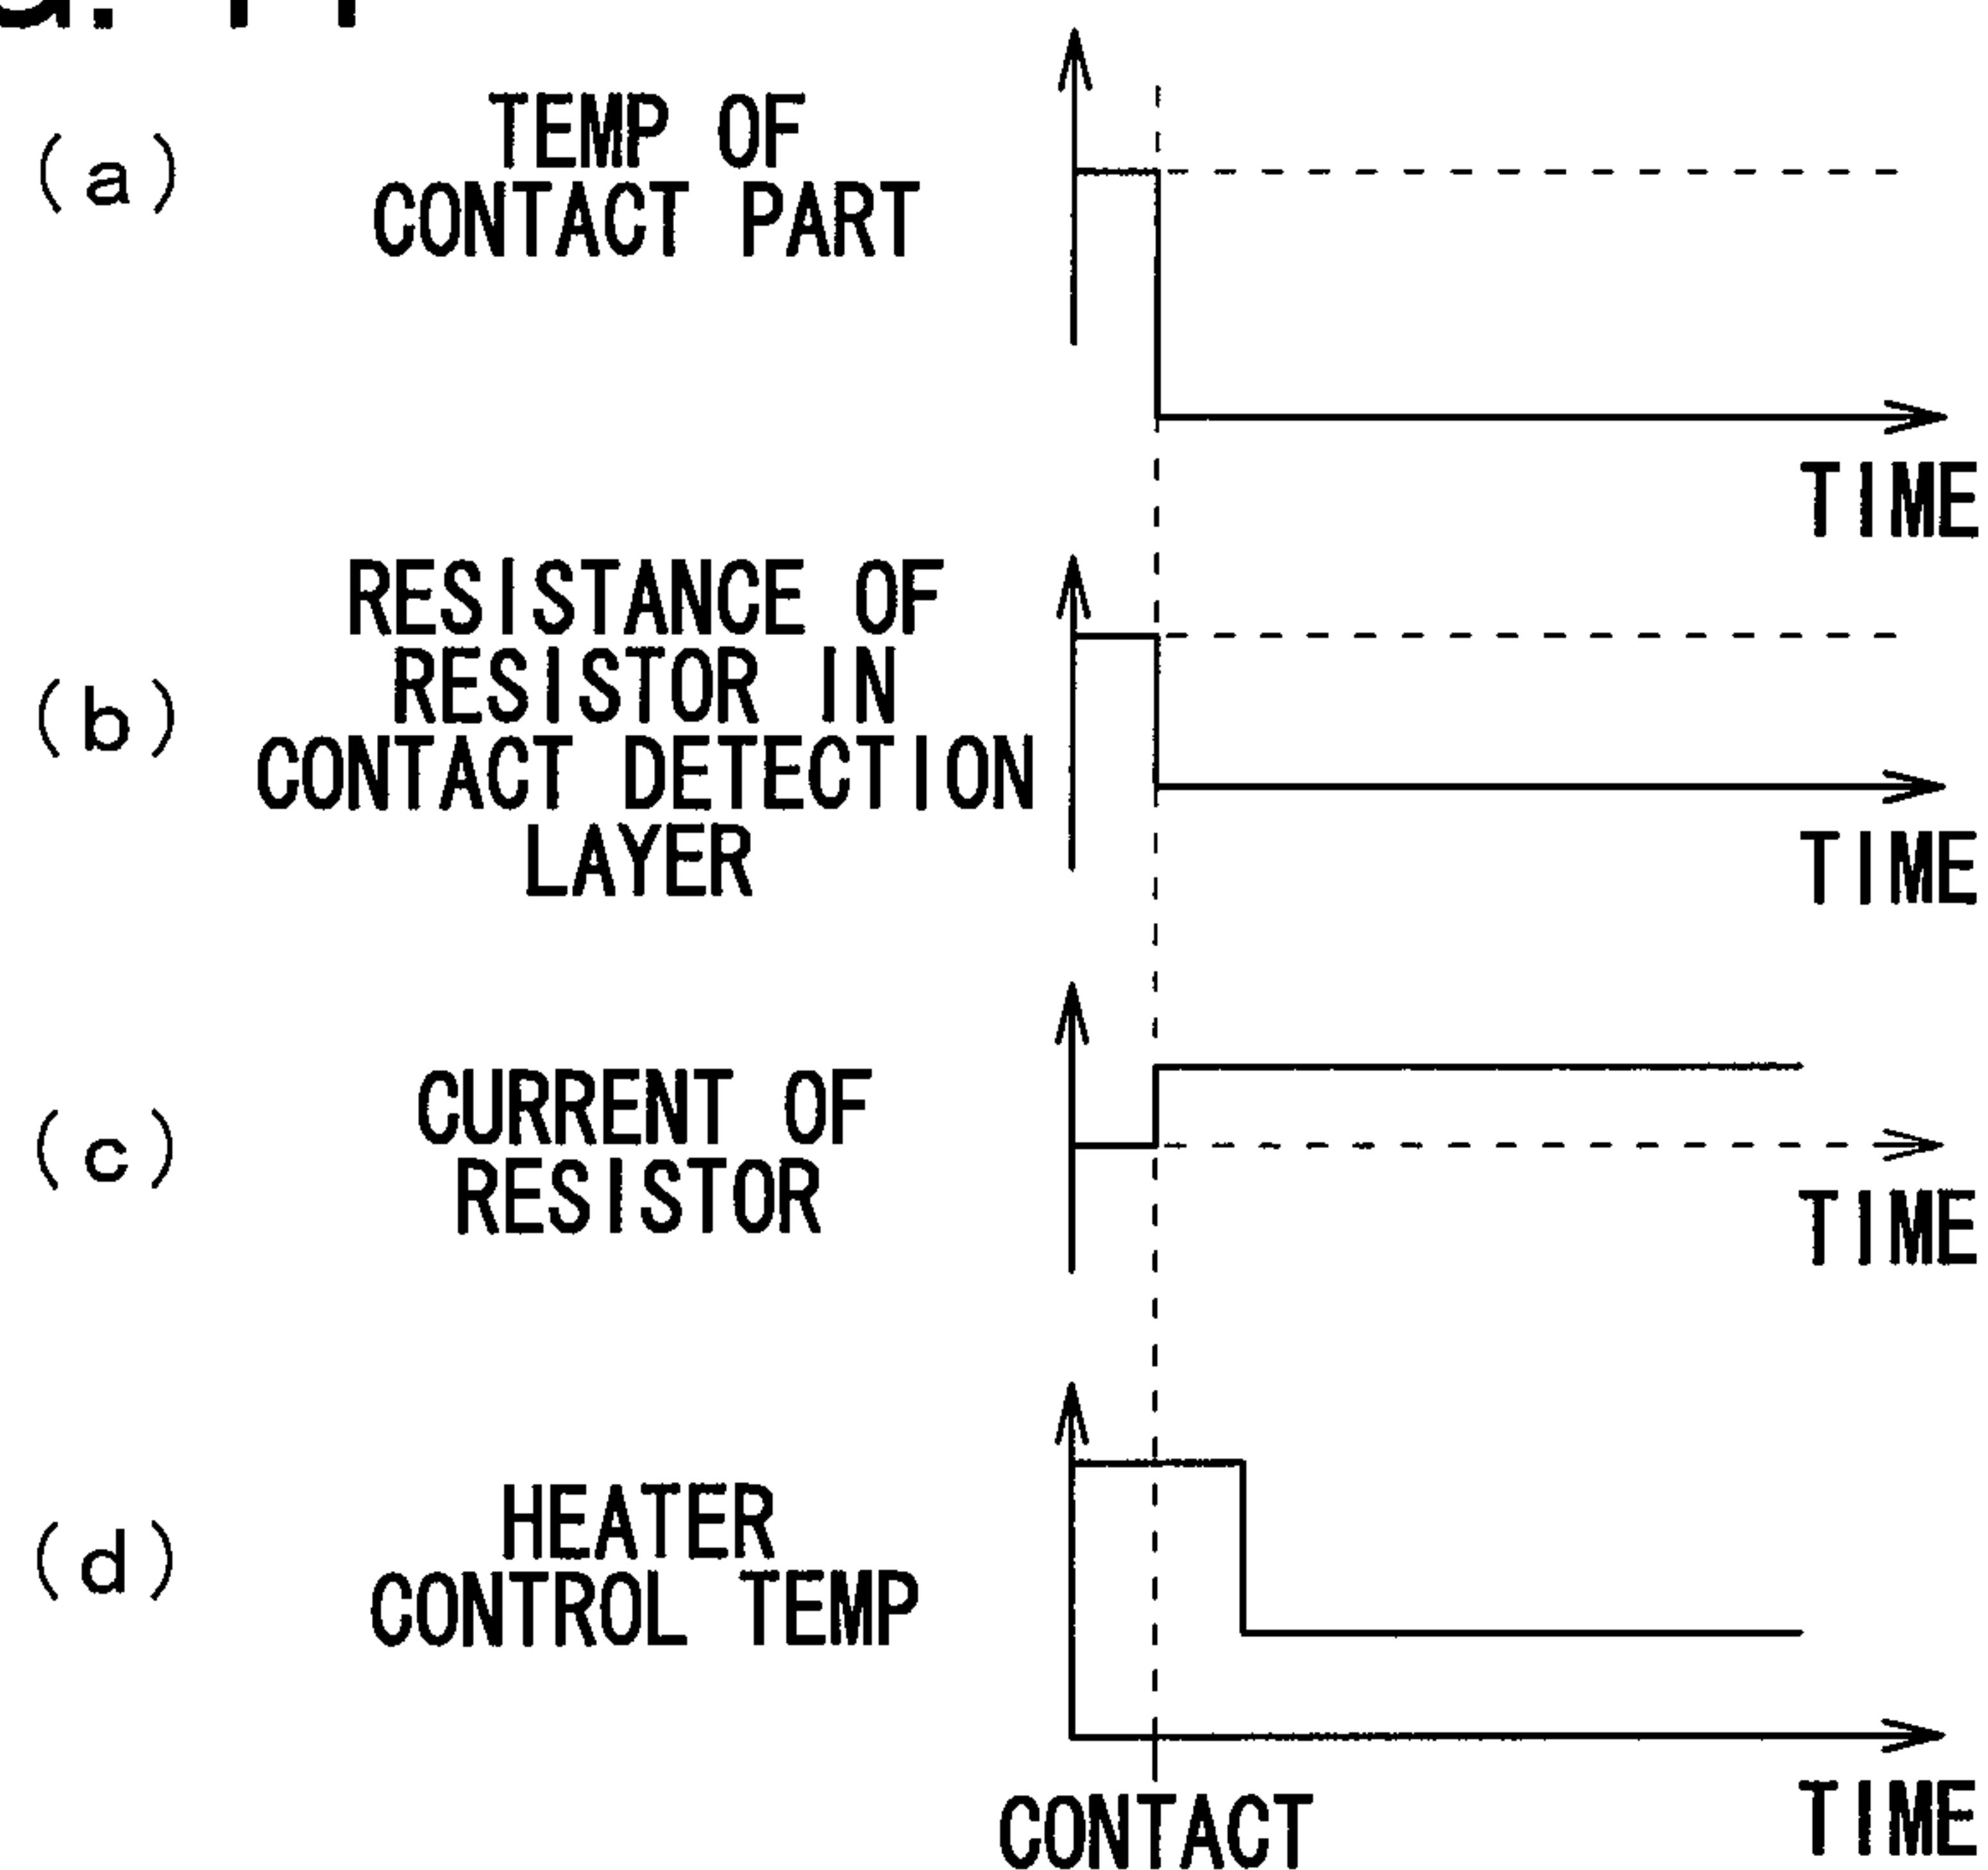 (a)
TEMP OF
CONTACT PART
TIME
(b)
RESISTANCE OF
RESISTOR IN
CONTACT DETECTION
LAYER
TIME
(c)
CURRENT OF
RESISTOR
TIME
(d)
HEATER
CONTROL TEMP
TIME
CONTACT